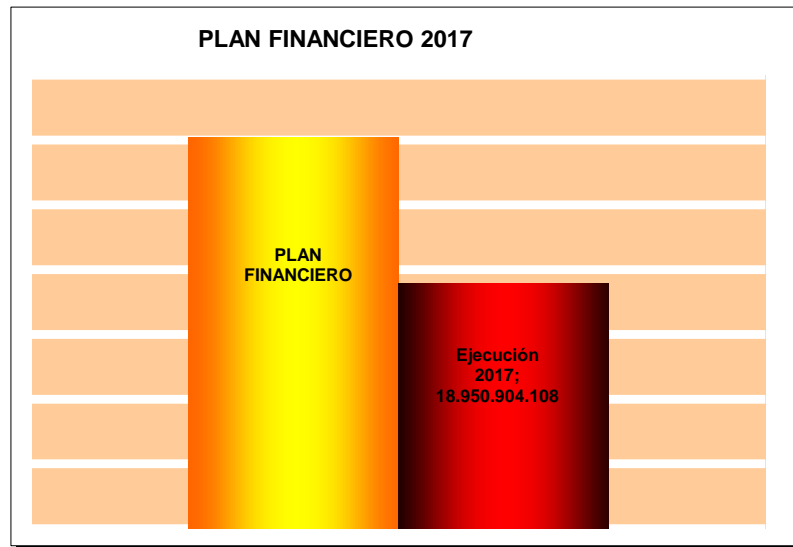 PLAN FINANCIERO 2017
PLAN
FINANCIERO
Ejecución
2017;
18.950.904.108